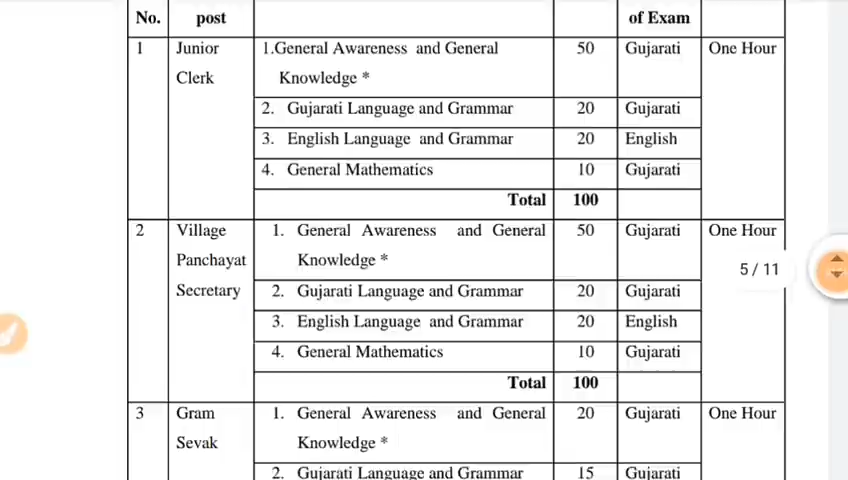 No. post of Exam
1 Junior 1.General Awareness and General 50 Gujarati One Hour
Clerk Knowledge *
2. Gujarati Language and Grammar 20 Gujarati
3. English Language and Grammar 20 English
4. General Mathematics 10 Gujarati
Total 100
2 Village 1. General Awareness and General 50 Gujarati One Hour
Panchayat Knowledge * 5 / 11
Secretary 2. Gujarati Language and Grammar 20 Gujarati
3. English Language and Grammar 20 English
4. General Mathematics 10 Gujarati
Total 100
3 Gram 1. General Awareness and General 20 Gujarati One Hour
Sevak Knowledge *
2. Gujarati Language and Grammar 15 Gujarati